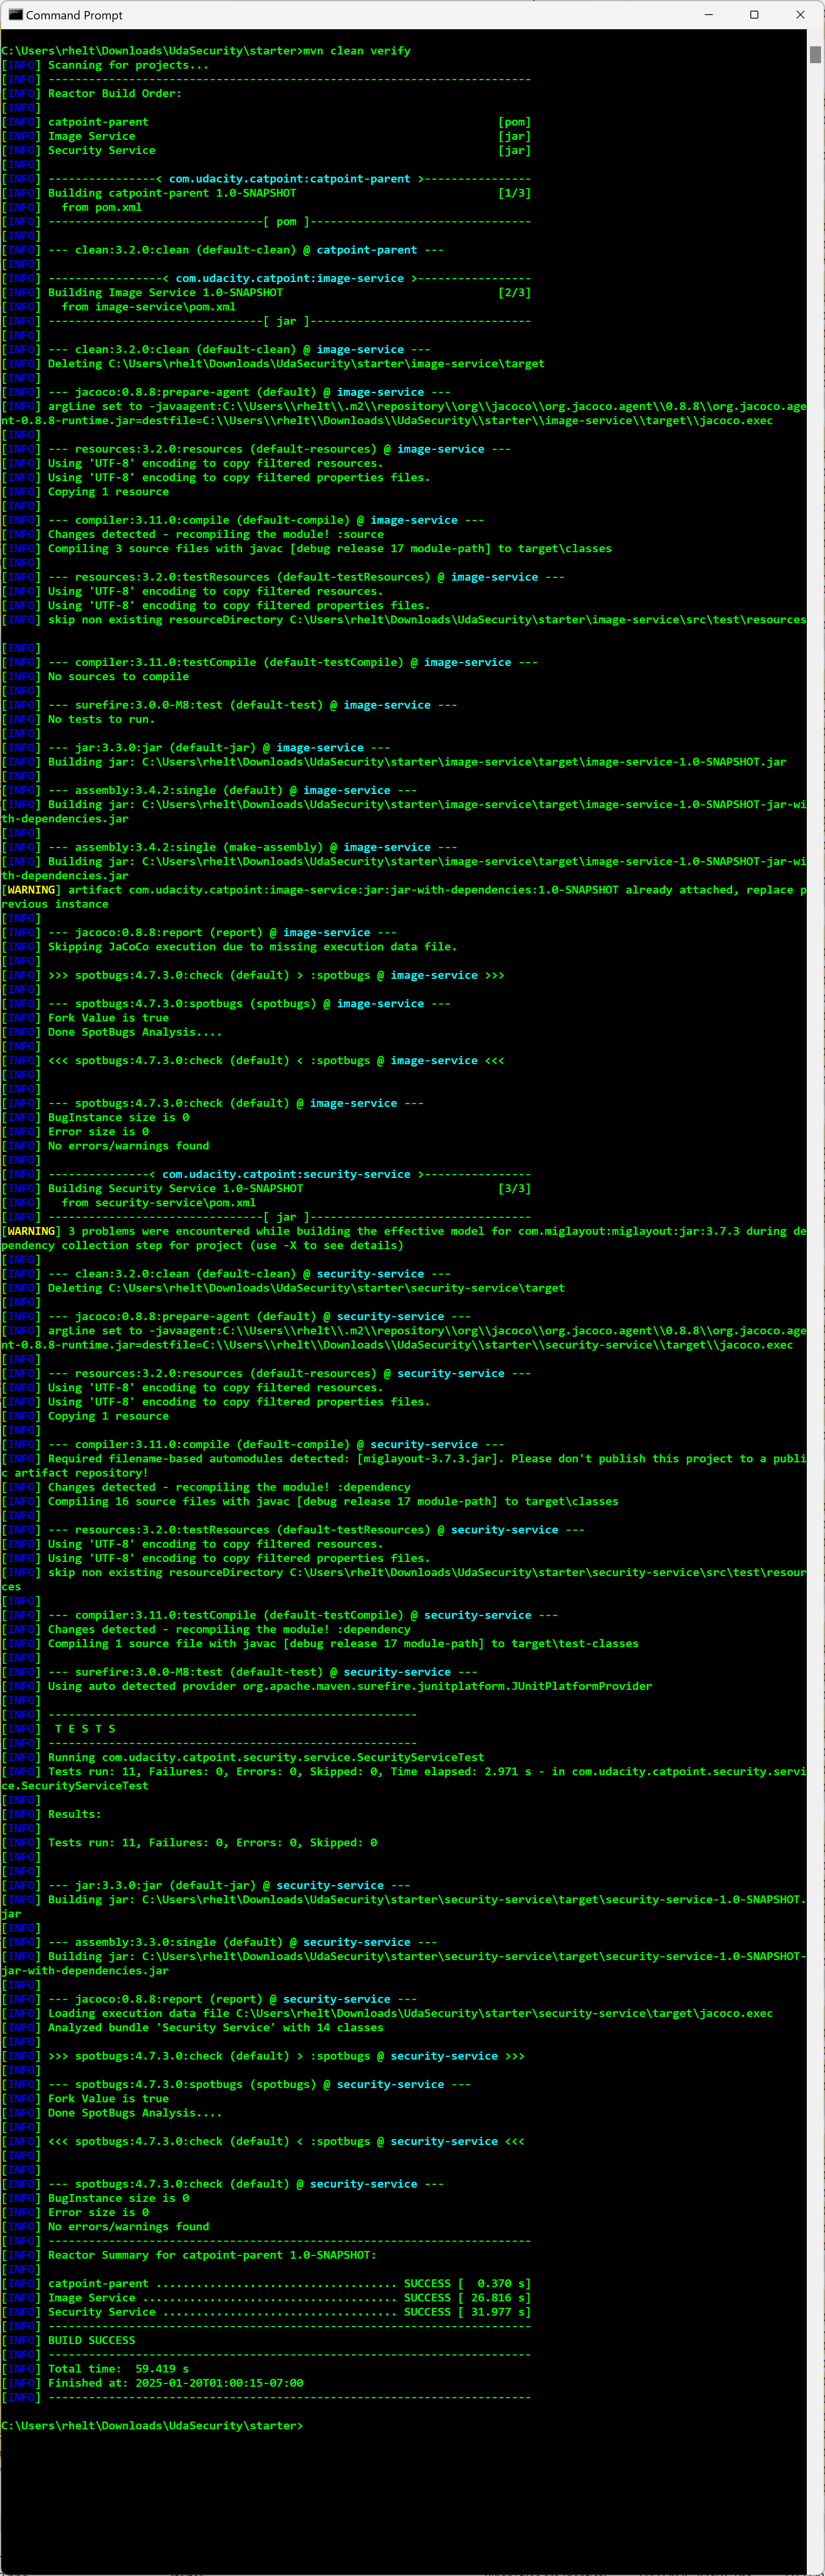 Command Prompt
C:\Users\rhelt\Downloads\UdaSecurity\starter>mvn clean verify
[INFO] Scanning for projects...
[INFO] ------------------------------------------------------------------------
[INFO] Reactor Build Order:
[INFO]
[INFO] catpoint-parent                                                    [pom]
[INFO] Image Service                                                      [jar]
[INFO] Security Service                                                   [jar]
[INFO]
[INFO] ----------------< com.udacity.catpoint:catpoint-parent >----------------
[INFO] Building catpoint-parent 1.0-SNAPSHOT                              [1/3]
[INFO]   from pom.xml
[INFO] --------------------------------[ pom ]---------------------------------
[INFO]
[INFO] --- clean:3.2.0:clean (default-clean) @ catpoint-parent ---
[INFO]
[INFO] -----------------< com.udacity.catpoint:image-service >-----------------
[INFO] Building Image Service 1.0-SNAPSHOT                                [2/3]
[INFO]   from image-service\pom.xml
[INFO] --------------------------------[ jar ]---------------------------------
[INFO]
[INFO] --- clean:3.2.0:clean (default-clean) @ image-service ---
[INFO] Deleting C:\Users\rhelt\Downloads\UdaSecurity\starter\image-service\target
[INFO]
[INFO] --- jacoco:0.8.8:prepare-agent (default) @ image-service ---
[INFO] argLine set to -javaagent:C:\\Users\\rhelt\\.m2\\repository\\org\\jacoco\\org.jacoco.agent\\0.8.8\\org.jacoco.age
nt-0.8.8-runtime.jar=destfile=C:\\Users\\rhelt\\Downloads\\UdaSecurity\\starter\\image-service\\target\\jacoco.exec
[INFO]
[INFO] --- resources:3.2.0:resources (default-resources) @ image-service ---
[INFO] Using 'UTF-8' encoding to copy filtered resources.
[INFO] Using 'UTF-8' encoding to copy filtered properties files.
[INFO] Copying 1 resource
[INFO]
[INFO] --- compiler:3.11.0:compile (default-compile) @ image-service ---
[INFO] Changes detected - recompiling the module! :source
[INFO] Compiling 3 source files with javac [debug release 17 module-path] to target\classes
[INFO]
[INFO] --- resources:3.2.0:testResources (default-testResources) @ image-service ---
[INFO] Using 'UTF-8' encoding to copy filtered resources.
[INFO] Using 'UTF-8' encoding to copy filtered properties files.
[INFO] skip non existing resourceDirectory C:\Users\rhelt\Downloads\UdaSecurity\starter\image-service\src\test\resources
[INFO]
[INFO] --- compiler:3.11.0:testCompile (default-testCompile) @ image-service ---
[INFO] No sources to compile
[INFO]
[INFO] --- surefire:3.0.0-M8:test (default-test) @ image-service ---
[INFO] No tests to run.
[INFO]
[INFO] --- jar:3.3.0:jar (default-jar) @ image-service ---
[INFO] Building jar: C:\Users\rhelt\Downloads\UdaSecurity\starter\image-service\target\image-service-1.0-SNAPSHOT.jar
[INFO]
[INFO] --- assembly:3.4.2:single (default) @ image-service ---
[INFO] Building jar: C:\Users\rhelt\Downloads\UdaSecurity\starter\image-service\target\image-service-1.0-SNAPSHOT-jar-wi
th-dependencies.jar
[INFO]
[INFO] --- assembly:3.4.2:single (make-assembly) @ image-service ---
[INFO] Building jar: C:\Users\rhelt\Downloads\UdaSecurity\starter\image-service\target\image-service-1.0-SNAPSHOT-jar-wi
th-dependencies.jar
[WARNING] artifact com.udacity.catpoint:image-service:jar:jar-with-dependencies:1.0-SNAPSHOT already attached, replace p
revious instance
[INFO]
[INFO] --- jacoco:0.8.8:report (report) @ image-service ---
[INFO] Skipping JaCoCo execution due to missing execution data file.
[INFO]
[INFO] >>> spotbugs:4.7.3.0:check (default) > :spotbugs @ image-service >>>
[INFO]
[INFO] --- spotbugs:4.7.3.0:spotbugs (spotbugs) @ image-service ---
[INFO] Fork Value is true
[INFO] Done SpotBugs Analysis....
[INFO]
[INFO] <<< spotbugs:4.7.3.0:check (default) < :spotbugs @ image-service <<<
[INFO]
[INFO]
[INFO] --- spotbugs:4.7.3.0:check (default) @ image-service ---
[INFO] BugInstance size is 0
[INFO] Error size is 0
[INFO] No errors/warnings found
[INFO]
[INFO] ---------------< com.udacity.catpoint:security-service >----------------
[INFO] Building Security Service 1.0-SNAPSHOT                             [3/3]
[INFO]   from security-service\pom.xml
[INFO] --------------------------------[ jar ]---------------------------------
[WARNING] 3 problems were encountered while building the effective model for com.miglayout:miglayout:jar:3.7.3 during de
pendency collection step for project (use -X to see details)
[INFO]
[INFO] --- clean:3.2.0:clean (default-clean) @ security-service ---
[INFO] Deleting C:\Users\rhelt\Downloads\UdaSecurity\starter\security-service\target
[INFO]
[INFO] --- jacoco:0.8.8:prepare-agent (default) @ security-service ---
[INFO] argLine set to -javaagent:C:\\Users\\rhelt\\.m2\\repository\\org\\jacoco\\org.jacoco.agent\\0.8.8\\org.jacoco.age
nt-0.8.8-runtime.jar=destfile=C:\\Users\\rhelt\\Downloads\\UdaSecurity\\starter\\security-service\\target\\jacoco.exec
[INFO]
[INFO] --- resources:3.2.0:resources (default-resources) @ security-service ---
[INFO] Using 'UTF-8' encoding to copy filtered resources.
[INFO] Using 'UTF-8' encoding to copy filtered properties files.
[INFO] Copying 1 resource
[INFO]
[INFO] --- compiler:3.11.0:compile (default-compile) @ security-service ---
[INFO] Required filename-based automodules detected: [miglayout-3.7.3.jar]. Please don't publish this project to a publi
c artifact repository!
[INFO] Changes detected - recompiling the module! :dependency
[INFO] Compiling 16 source files with javac [debug release 17 module-path] to target\classes
[INFO]
[INFO] --- resources:3.2.0:testResources (default-testResources) @ security-service ---
[INFO] Using 'UTF-8' encoding to copy filtered resources.
[INFO] Using 'UTF-8' encoding to copy filtered properties files.
[INFO] skip non existing resourceDirectory C:\Users\rhelt\Downloads\UdaSecurity\starter\security-service\src\test\resour
ces
[INFO]
[INFO] --- compiler:3.11.0:testCompile (default-testCompile) @ security-service ---
[INFO] Changes detected - recompiling the module! :dependency
[INFO] Compiling 1 source file with javac [debug release 17 module-path] to target\test-classes
[INFO]
[INFO] --- surefire:3.0.0-M8:test (default-test) @ security-service ---
[INFO] Using auto detected provider org.apache.maven.surefire.junitplatform.JUnitPlatformProvider
[INFO]
[INFO] -------------------------------------------------------
[INFO]  T E S T S
[INFO] -------------------------------------------------------
[INFO] Running com.udacity.catpoint.security.service.SecurityServiceTest
[INFO] Tests run: 11, Failures: 0, Errors: 0, Skipped: 0, Time elapsed: 2.971 s - in com.udacity.catpoint.security.servi
ce.SecurityServiceTest
[INFO]
[INFO] Results:
[INFO]
[INFO] Tests run: 11, Failures: 0, Errors: 0, Skipped: 0
[INFO]
[INFO]
[INFO] --- jar:3.3.0:jar (default-jar) @ security-service ---
[INFO] Building jar: C:\Users\rhelt\Downloads\UdaSecurity\starter\security-service\target\security-service-1.0-SNAPSHOT.
jar
[INFO]
[INFO] --- assembly:3.3.0:single (default) @ security-service ---
[INFO] Building jar: C:\Users\rhelt\Downloads\UdaSecurity\starter\security-service\target\security-service-1.0-SNAPSHOT-
jar-with-dependencies.jar
[INFO]
[INFO] --- jacoco:0.8.8:report (report) @ security-service ---
[INFO] Loading execution data file C:\Users\rhelt\Downloads\UdaSecurity\starter\security-service\target\jacoco.exec
[INFO] Analyzed bundle 'Security Service' with 14 classes
[INFO]
[INFO] >>> spotbugs:4.7.3.0:check (default) > :spotbugs @ security-service >>>
[INFO]
[INFO] --- spotbugs:4.7.3.0:spotbugs (spotbugs) @ security-service ---
[INFO] Fork Value is true
[INFO] Done SpotBugs Analysis....
[INFO]
[INFO] <<< spotbugs:4.7.3.0:check (default) < :spotbugs @ security-service <<<
[INFO]
[INFO]
[INFO] --- spotbugs:4.7.3.0:check (default) @ security-service ---
[INFO] BugInstance size is 0
[INFO] Error size is 0
[INFO] No errors/warnings found
[INFO] ------------------------------------------------------------------------
[INFO] Reactor Summary for catpoint-parent 1.0-SNAPSHOT:
[INFO]
[INFO] catpoint-parent .................................... SUCCESS [  0.370 s]
[INFO] Image Service ...................................... SUCCESS [ 26.816 s]
[INFO] Security Service ................................... SUCCESS [ 31.977 s]
[INFO] ------------------------------------------------------------------------
[INFO] BUILD SUCCESS
[INFO] ------------------------------------------------------------------------
[INFO] Total time:  59.419 s
[INFO] Finished at: 2025-01-20T01:00:15-07:00
[INFO] ------------------------------------------------------------------------
C:\Users\rhelt\Downloads\UdaSecurity\starter>